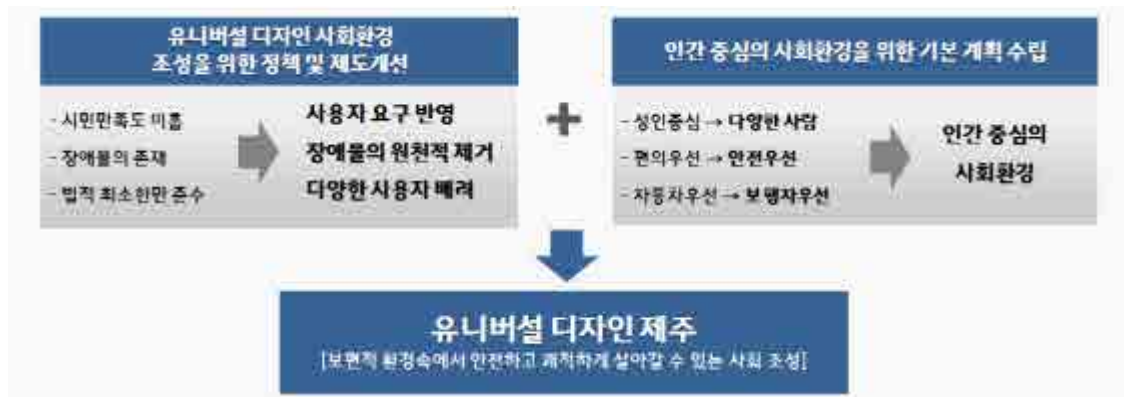 유니버설 디자인 사회환경
조성을 위한 정책 및 제도개선
- 시민만족도 미흡
- 장애물의 존재
- 법적 최소한만 준수
사용자 요구 반영
장애물의 원천적 제거
다양한 사용자 배려
+
인간 중심의 사회환경을 위한 기본 계획 수립
- 성인중심 → 다양한 사람
- 편의우선 → 안전우선
- 자동차우선 → 보행자우선
인간 중심의
사회환경
유니버설 디자인 제주
[보편적 환경속에서 안전하고 쾌적하게 살아갈 수 있는 사회 조성]